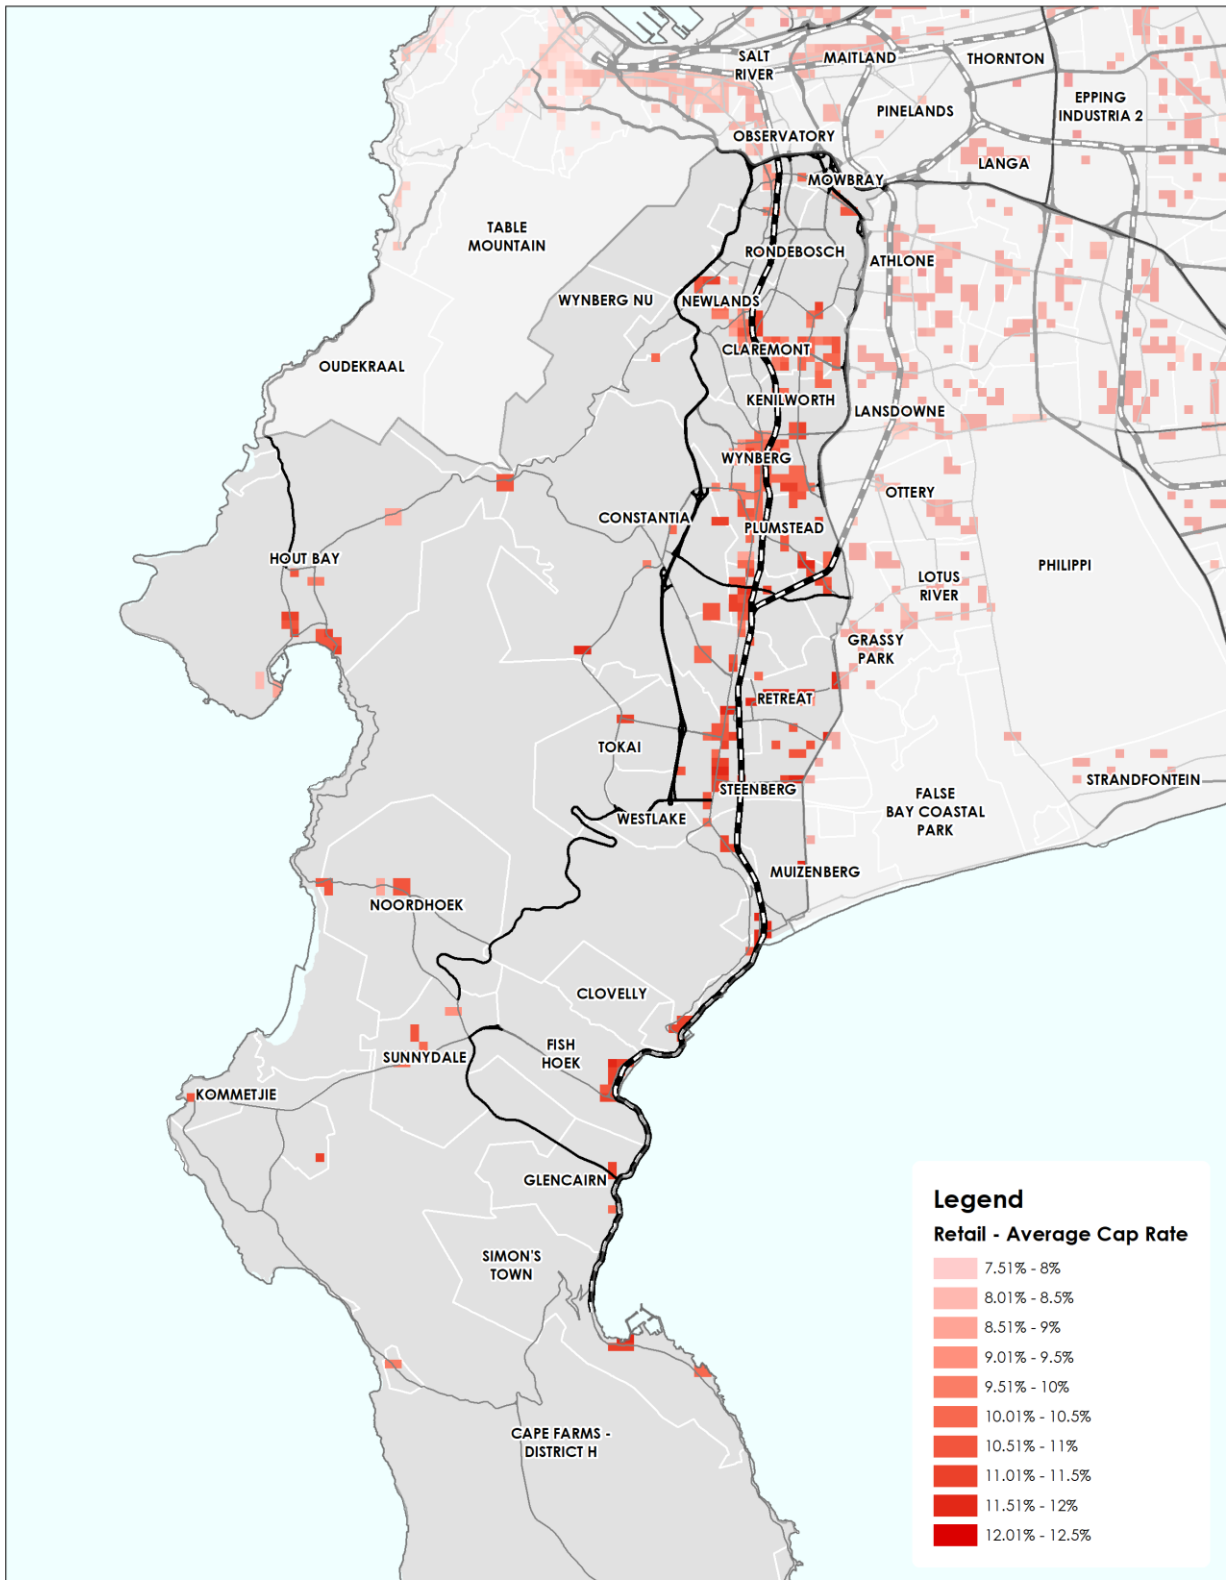 SALT
RIVER
MAITLAND
THORNTON
EPPING
INDUSTRIA 2
PINELANDS
OBSERVATORY
LANGA
MOWBRAY
TABLE
MOUNTAIN
RONDEBOSCH
ATHLONE
WYNBERG NU
NEWLANDS
CLAREMONT
OUDEKRAAL
KENILWORTH
LANSDOWNE
WYNBERG
OTTERY
CONSTANTIA
PLUMSTEAD
HOUT BAY
PHILIPPI
LOTUS
RIVER
GRASSY
PARK
RETREAT
TOKAI
STRANDFONTEIN
STEENBERG
FALSE
BAY COASTAL
PARK
WESTLAKE
MUIZENBERG
NOORDHOEK
CLOVELLY
FISH
HOEK
SUNNYDALE
KOMMETJIE
GLENCAIRN
SIMON'S
TOWN
CAPE FARMS -
DISTRICT H
Legend
Retail - Average Cap Rate
7.51% - 8%
8.01% - 8.5%
8.51% - 9%
9.01% - 9.5%
9.51% - 10%
10.01% - 10.5%
10.51% - 11%
11.01% - 11.5%
11.51% - 12%
12.01% - 12.5%